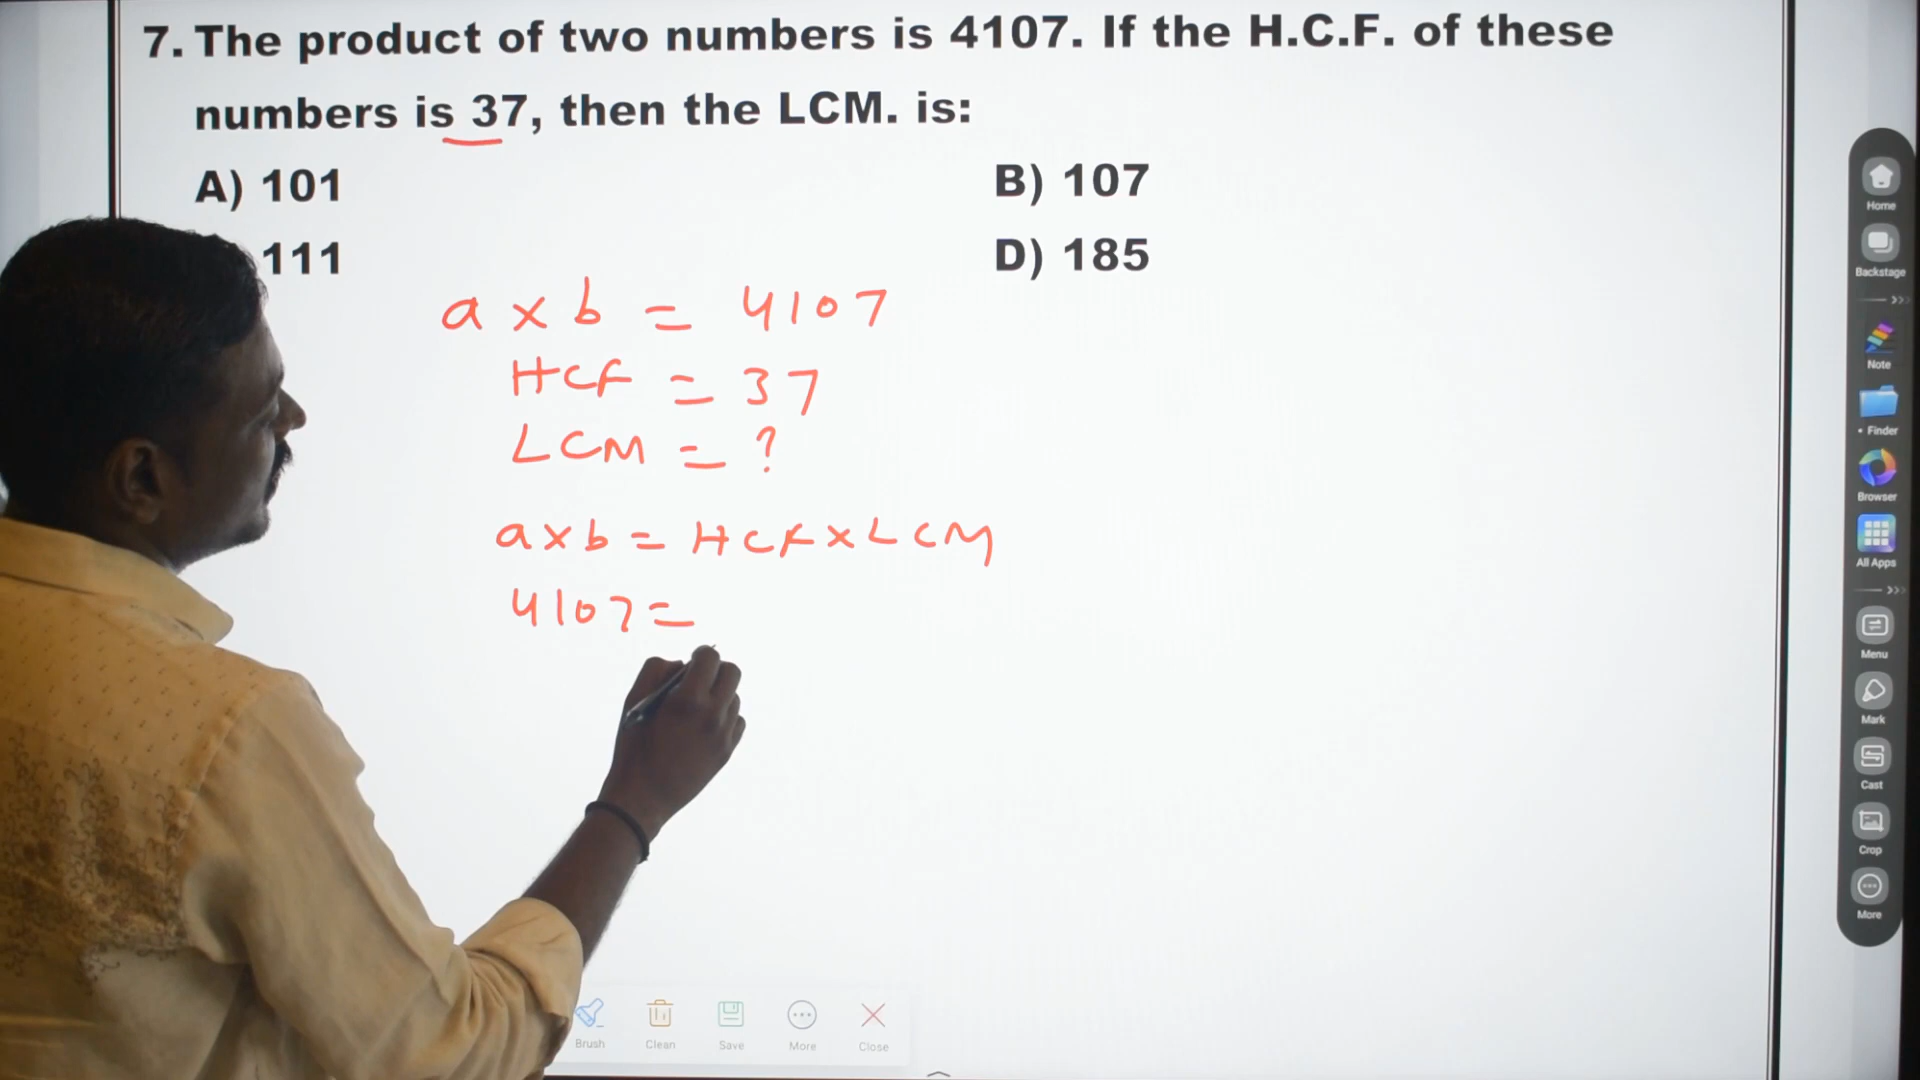 7. The product of two numbers is 4107. If the H.C.F. of these
numbers is 37, then the LCM. is:
A) 101
B) 107
111
D) 185
a x b = 4107
HCF = 37
LCM = ?
a x b = HCF x LCM
4107 =
Home
Backstage
Note
• Finder
Browser
All Apps
Menu
Mark
Cast
Crop
More
Brush
Clean
Save
More
Close